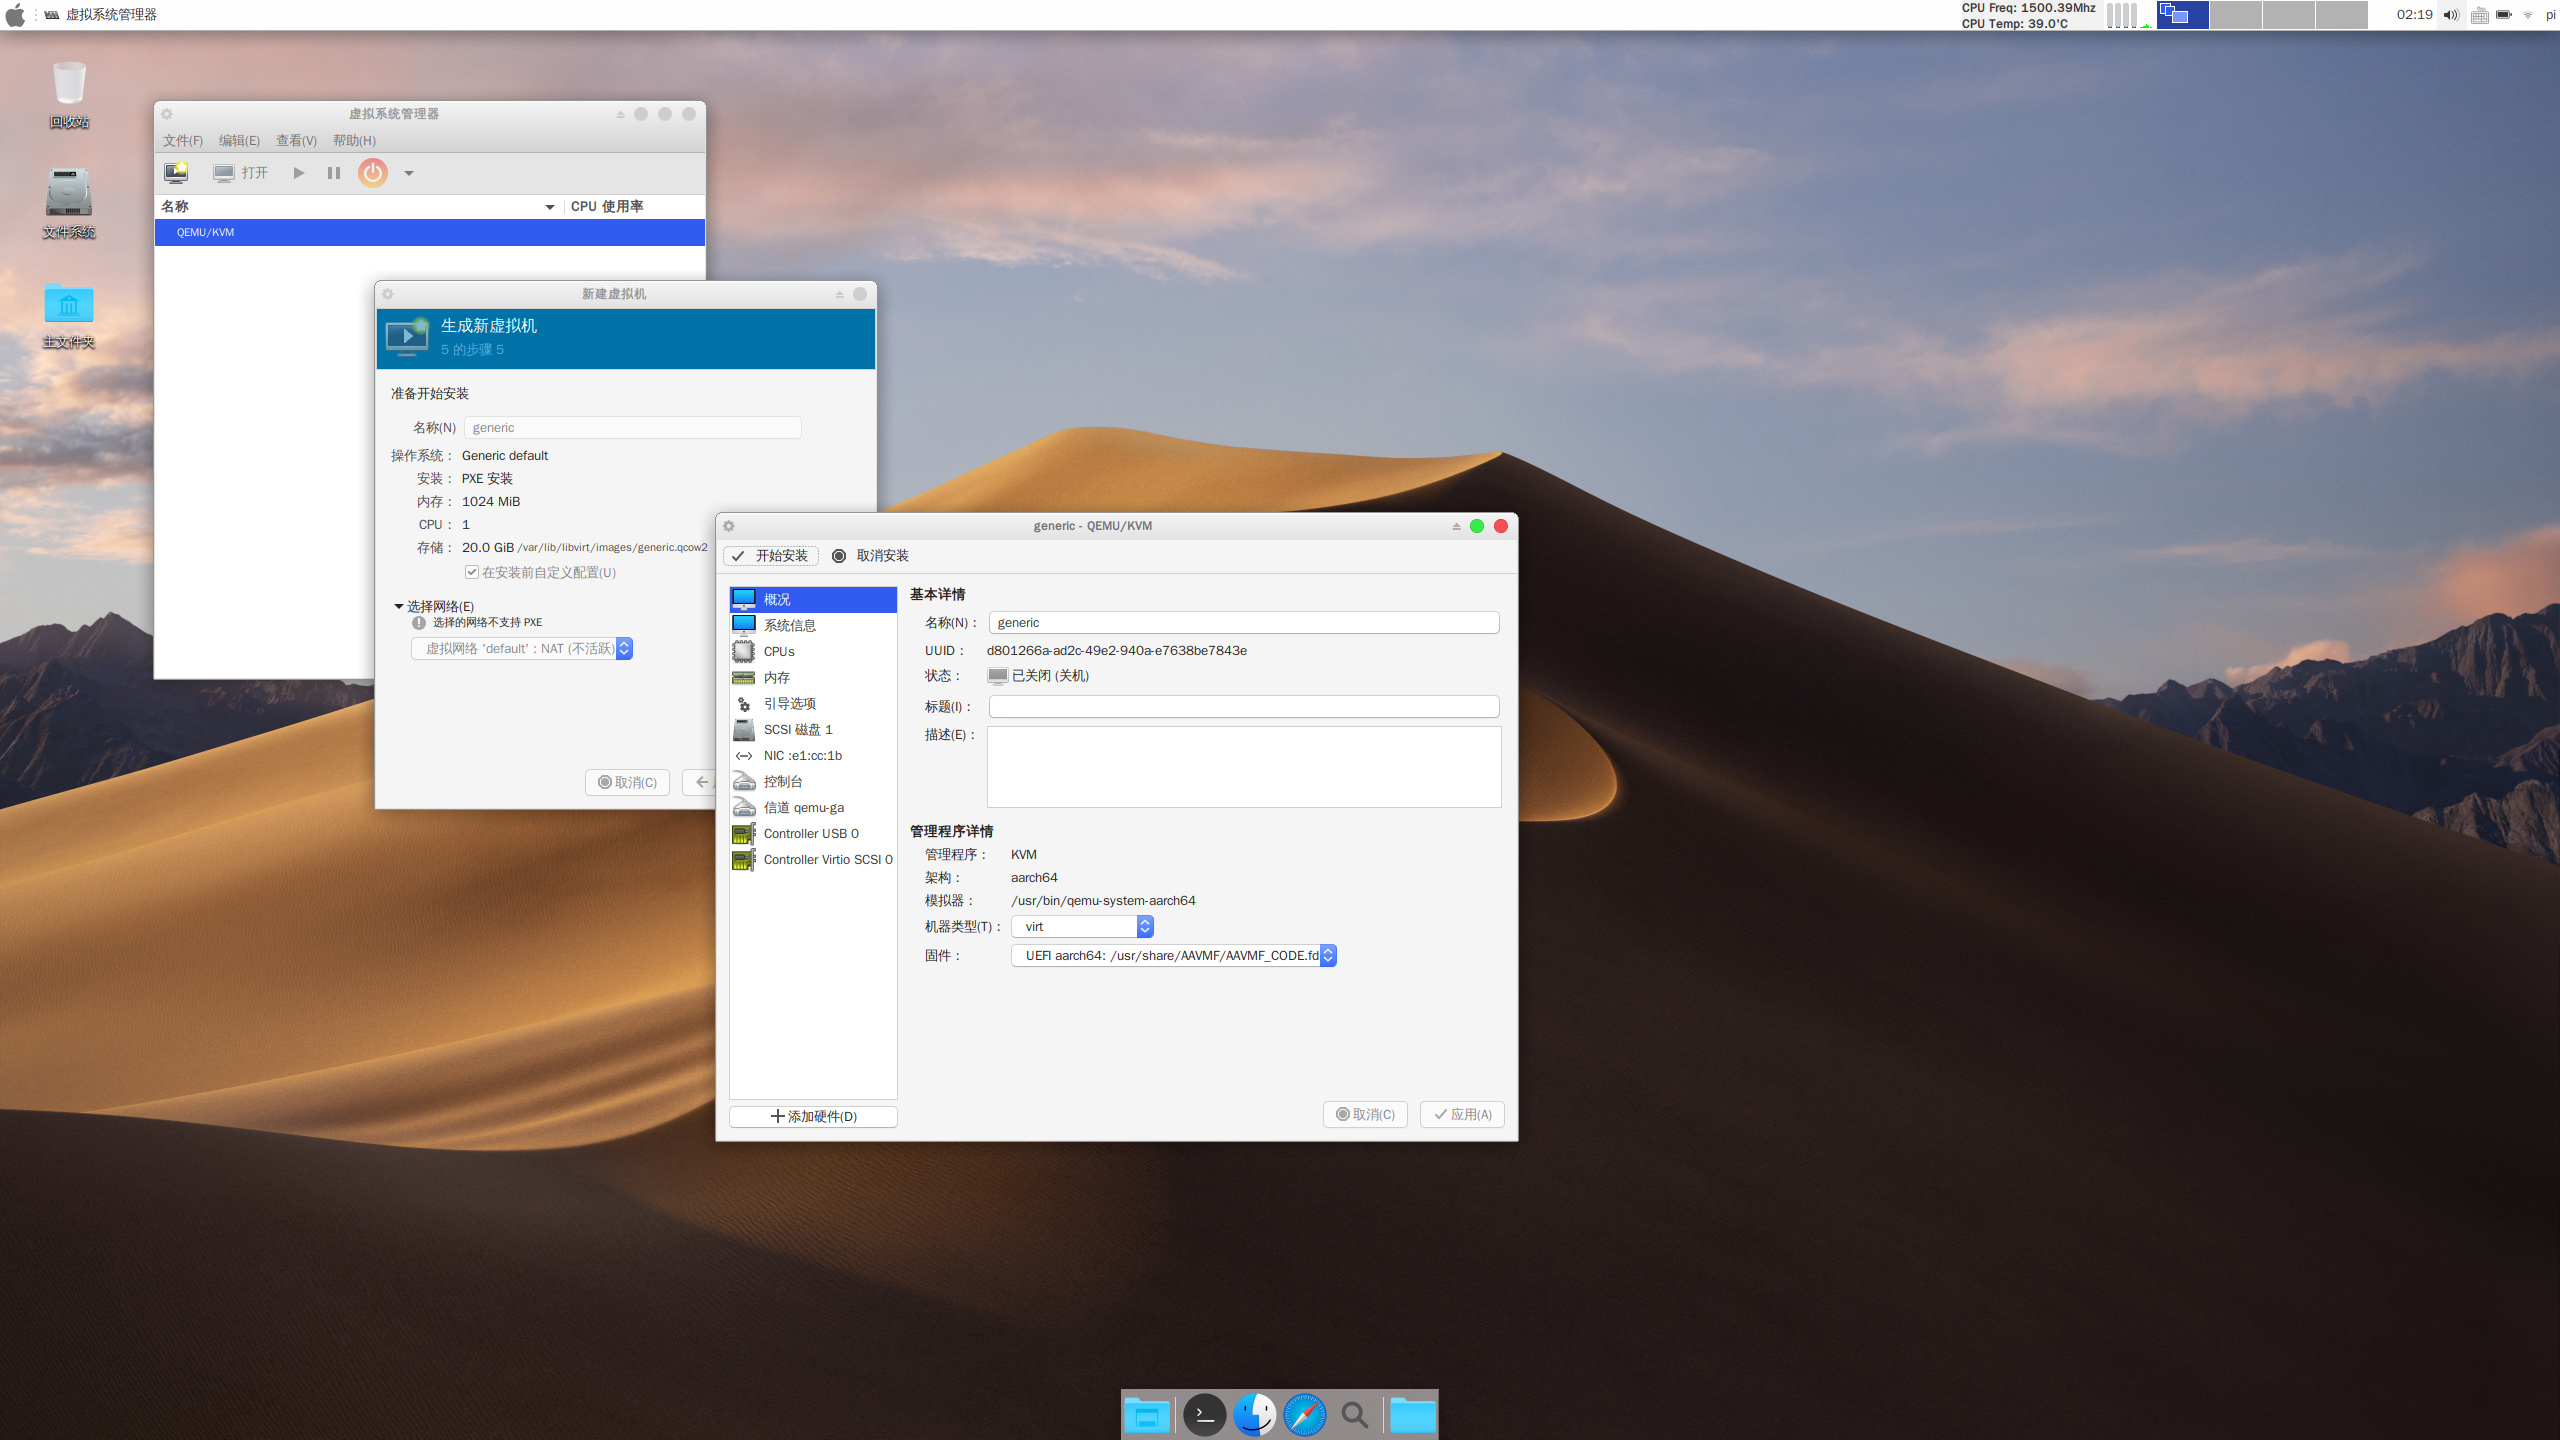 虚拟系统管理器
CPU Freq: 1500.39Mhz
CPU Temp: 39.0'C
02:19
pi
回收站
文件系统
主文件夹
虚拟系统管理器
文件(F) 编辑(E) 查看(V) 帮助(H)
打开
名称 CPU 使用率
QEMU/KVM
新建虚拟机
生成新虚拟机
5 的步骤 5
准备开始安装
名称(N) generic
操作系统： Generic default
安装： PXE 安装
内存： 1024 MiB
CPU： 1
存储： 20.0 GiB /var/lib/libvirt/images/generic.qcow2
在安装前自定义配置(U)
选择网络(E)
选择的网络不支持 PXE
虚拟网络 'default'：NAT (不活跃)
取消(C)
generic - QEMU/KVM
开始安装 取消安装
概况
系统信息
CPUs
内存
引导选项
SCSI 磁盘 1
NIC :e1:cc:1b
控制台
信道 qemu-ga
Controller USB 0
Controller Virtio SCSI 0
添加硬件(D)
基本详情
名称(N)： generic
UUID： d801266a-ad2c-49e2-940a-e7638be7843e
状态： 已关闭 (关机)
标题(I)：
描述(E)：
管理程序详情
管理程序： KVM
架构： aarch64
模拟器： /usr/bin/qemu-system-aarch64
机器类型(T)： virt
固件： UEFI aarch64: /usr/share/AAVMF/AAVMF_CODE.fd
取消(C) 应用(A)